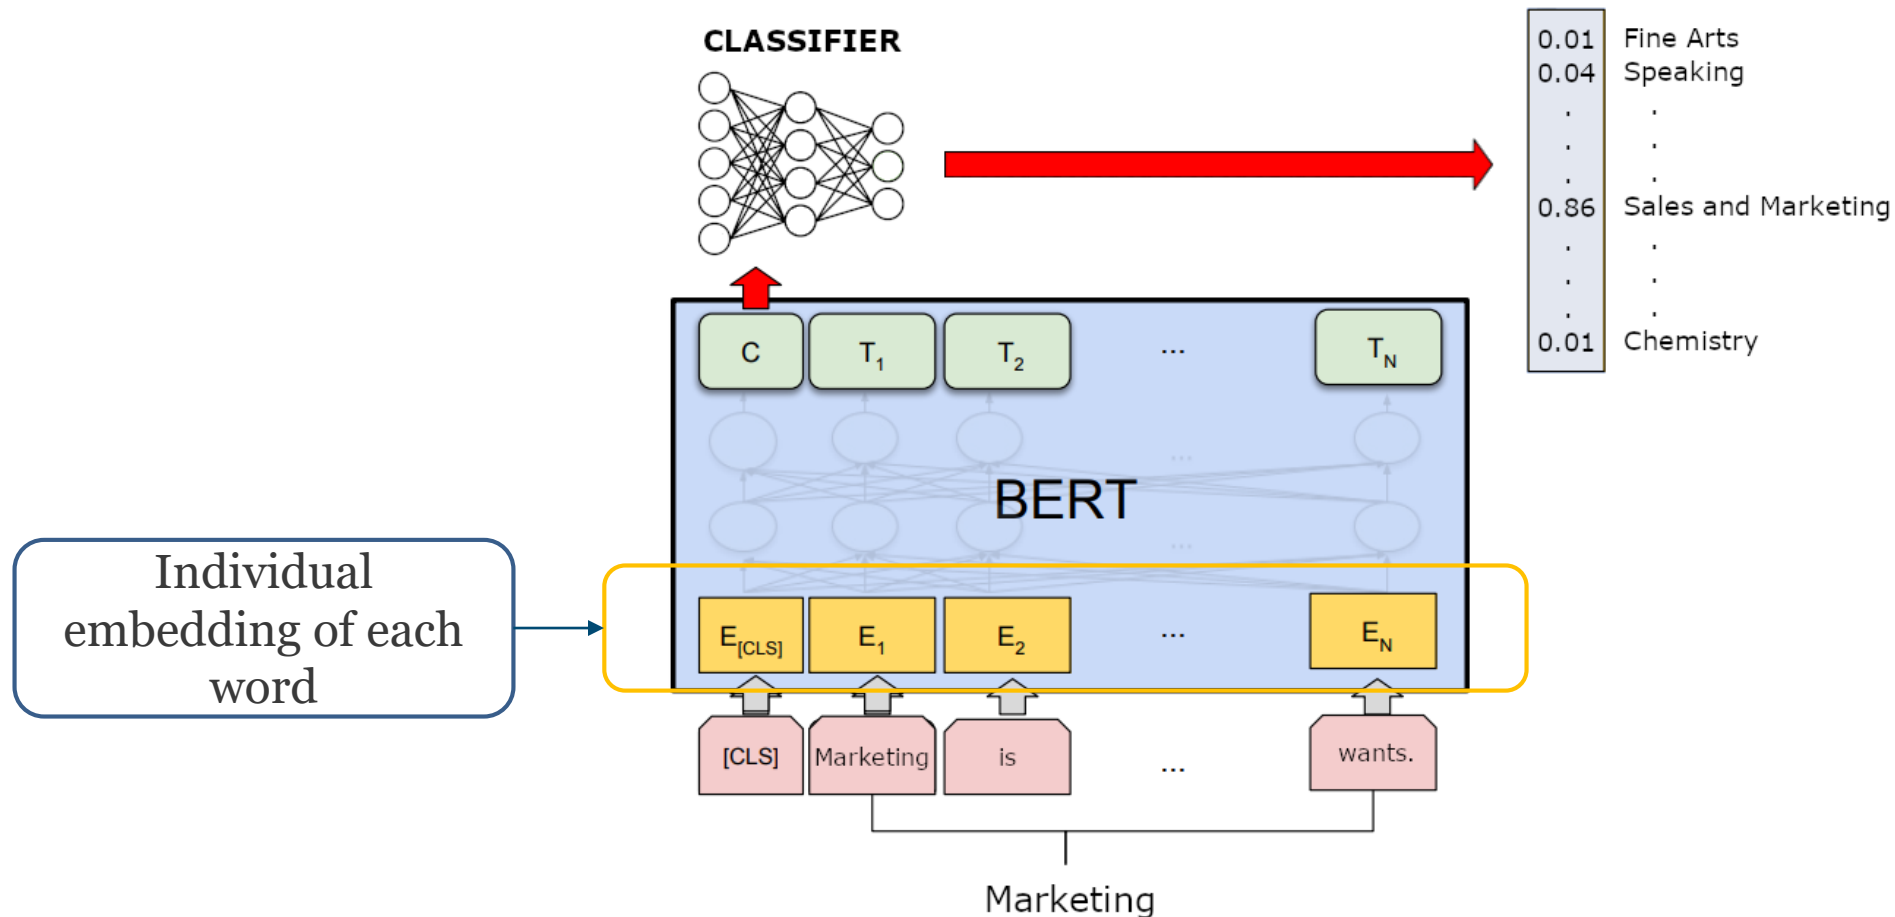 CLASSIFIER
0.01 Fine Arts
0.04 Speaking
. .
. .
. .
0.86 Sales and Marketing
. .
. .
. .
0.01 Chemistry
C T1 T2 ... TN
...
BERT
...
Individual
embedding of each
word
E[CLS] E1 E2 ... EN
[CLS] Marketing is ... wants.
Marketing